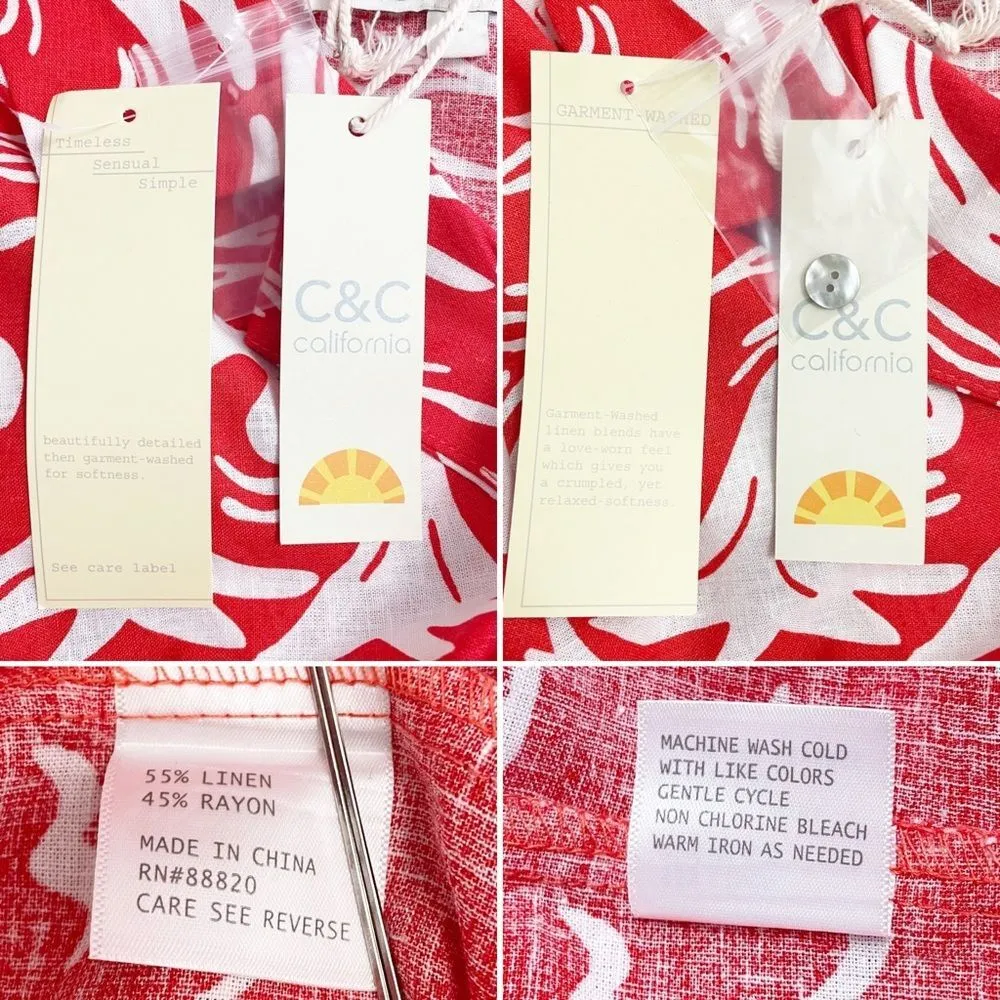 Timeless
Sensual
Simple
beautifully detailed
then garment-washed
for softness.
See care label
C&C
california
GARMENT-WASHED
Garment-Washed
linen blends have
a love-worn feel
which gives you
a crumpled, yet
relaxed-softness.
C&C
california
55% LINEN
45% RAYON
MADE IN CHINA
RN#88820
CARE SEE REVERSE
MACHINE WASH COLD
WITH LIKE COLORS
GENTLE CYCLE
NON CHLORINE BLEACH
WARM IRON AS NEEDED